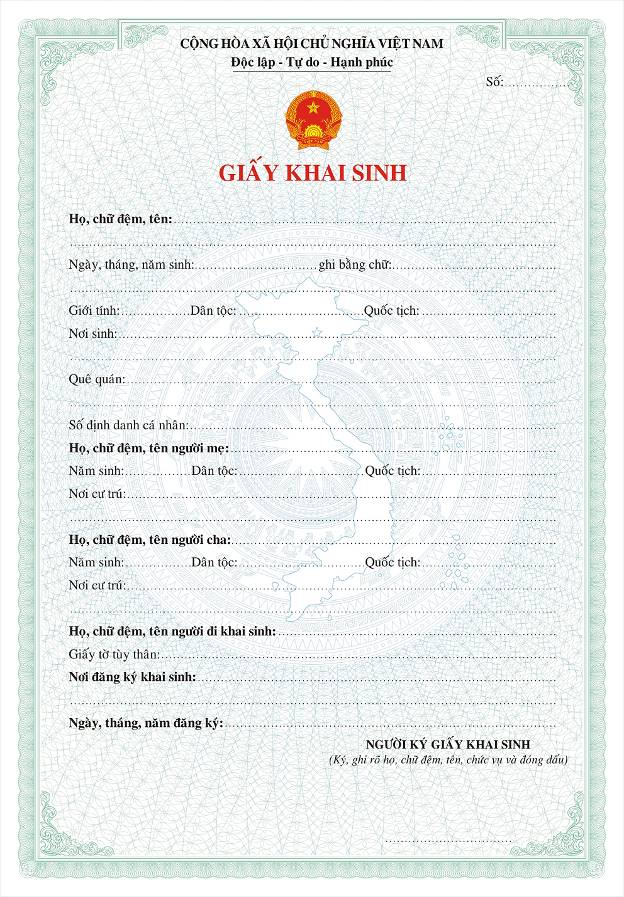 CỘNG HÒA XÃ HỘI CHỦ NGHĨA VIỆT NAM
Độc lập - Tự do - Hạnh phúc
Số:..................
GIẤY KHAI SINH
Họ, chữ đệm, tên:..................
..................
Ngày, tháng, năm sinh:..................ghi bằng chữ:..................
..................
Giới tính:..................Dân tộc:..................Quốc tịch:..................
Nơi sinh:..................
..................
Quê quán:..................
..................
Số định danh cá nhân:..................
Họ, chữ đệm, tên người mẹ:..................
Năm sinh:..................Dân tộc:..................Quốc tịch:..................
Nơi cư trú:..................
..................
Họ, chữ đệm, tên người cha:..................
Năm sinh:..................Dân tộc:..................Quốc tịch:..................
Nơi cư trú:..................
..................
Họ, chữ đệm, tên người đi khai sinh:..................
Giấy tờ tùy thân:..................
Nơi đăng ký khai sinh:..................
..................
Ngày, tháng, năm đăng ký:..................
NGƯỜI KÝ GIẤY KHAI SINH
(Ký, ghi rõ họ, chữ đệm, tên, chức vụ và đóng dấu)
..................